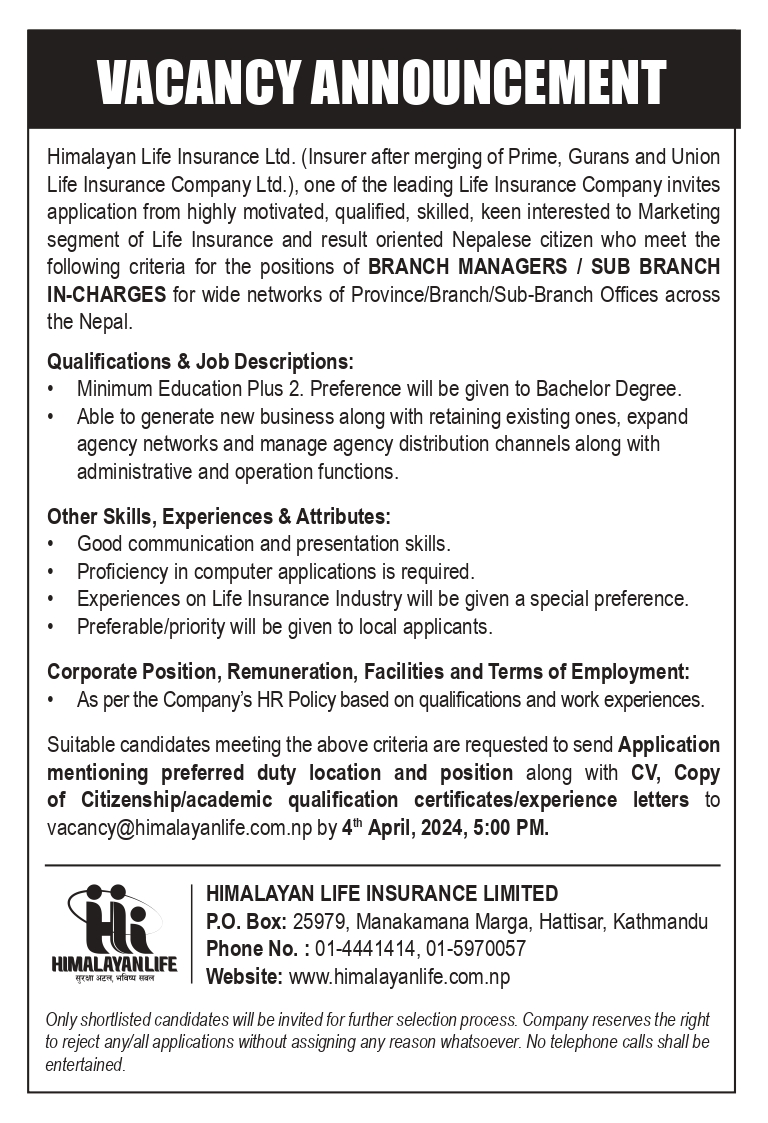 VACANCY ANNOUNCEMENT
Himalayan Life Insurance Ltd. (Insurer after merging of Prime, Gurans and Union
Life Insurance Company Ltd.), one of the leading Life Insurance Company invites
application from highly motivated, qualified, skilled, keen interested to Marketing
segment of Life Insurance and result oriented Nepalese citizen who meet the
following criteria for the positions of BRANCH MANAGERS / SUB BRANCH
IN-CHARGES for wide networks of Province/Branch/Sub-Branch Offices across
the Nepal.
Qualifications & Job Descriptions:
• Minimum Education Plus 2. Preference will be given to Bachelor Degree.
• Able to generate new business along with retaining existing ones, expand
agency networks and manage agency distribution channels along with
administrative and operation functions.
Other Skills, Experiences & Attributes:
• Good communication and presentation skills.
• Proficiency in computer applications is required.
• Experiences on Life Insurance Industry will be given a special preference.
• Preferable/priority will be given to local applicants.
Corporate Position, Remuneration, Facilities and Terms of Employment:
• As per the Company's HR Policy based on qualifications and work experiences.
Suitable candidates meeting the above criteria are requested to send Application
mentioning preferred duty location and position along with CV, Copy
of Citizenship/academic qualification certificates/experience letters to
vacancy@himalayanlife.com.np by 4th April, 2024, 5:00 PM.
Hi
HIMALAYAN LIFE
सुरक्षा अटल, भविष्य सबल
HIMALAYAN LIFE INSURANCE LIMITED
P.O. Box: 25979, Manakamana Marga, Hattisar, Kathmandu
Phone No. : 01-4441414, 01-5970057
Website: www.himalayanlife.com.np
Only shortlisted candidates will be invited for further selection process. Company reserves the right
to reject any/all applications without assigning any reason whatsoever. No telephone calls shall be
entertained.